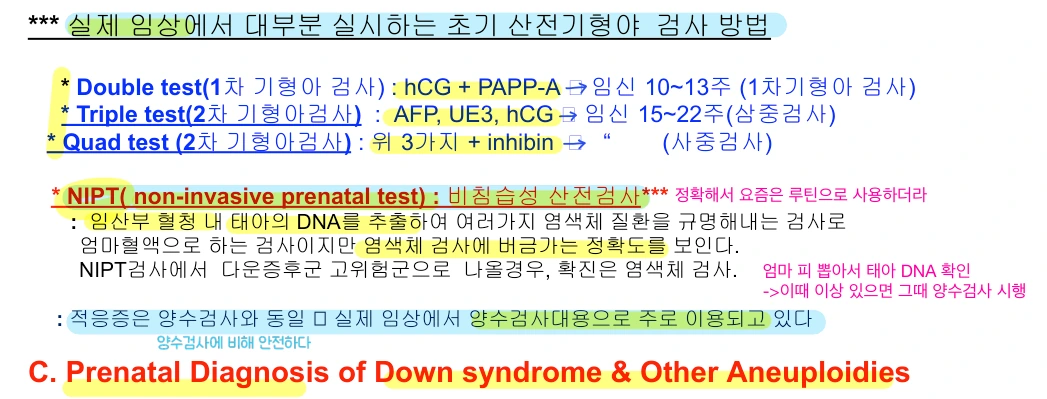 *** 실제 임상에서 대부분 실시하는 초기 산전기형야 검사 방법
* Double test(1차 기형아 검사) : hCG + PAPP-A → 임신 10~13주 (1차기형아 검사)
* Triple test(2차 기형아검사) : AFP, UE3, hCG → 임신 15~22주(삼중검사)
* Quad test (2차 기형아검사) : 위 3가지 + inhibin → “ (사중검사)
* NIPT( non-invasive prenatal test) : 비침습성 산전검사*** 정확해서 요즘은 루틴으로 사용하더라
: 임산부 혈청 내 태아의 DNA를 추출하여 여러가지 염색체 질환을 규명해내는 검사로
엄마혈액으로 하는 검사이지만 염색체 검사에 버금가는 정확도를 보인다.
NIPT검사에서 다운증후군 고위험군으로 나올경우, 확진은 염색체 검사. 엄마 피 뽑아서 태아 DNA 확인
->이때 이상 있으면 그때 양수검사 시행
: 적응증은 양수검사와 동일 □ 실제 임상에서 양수검사대용으로 주로 이용되고 있다
양수검사에 비해 안전하다
C. Prenatal Diagnosis of Down syndrome & Other Aneuploidies